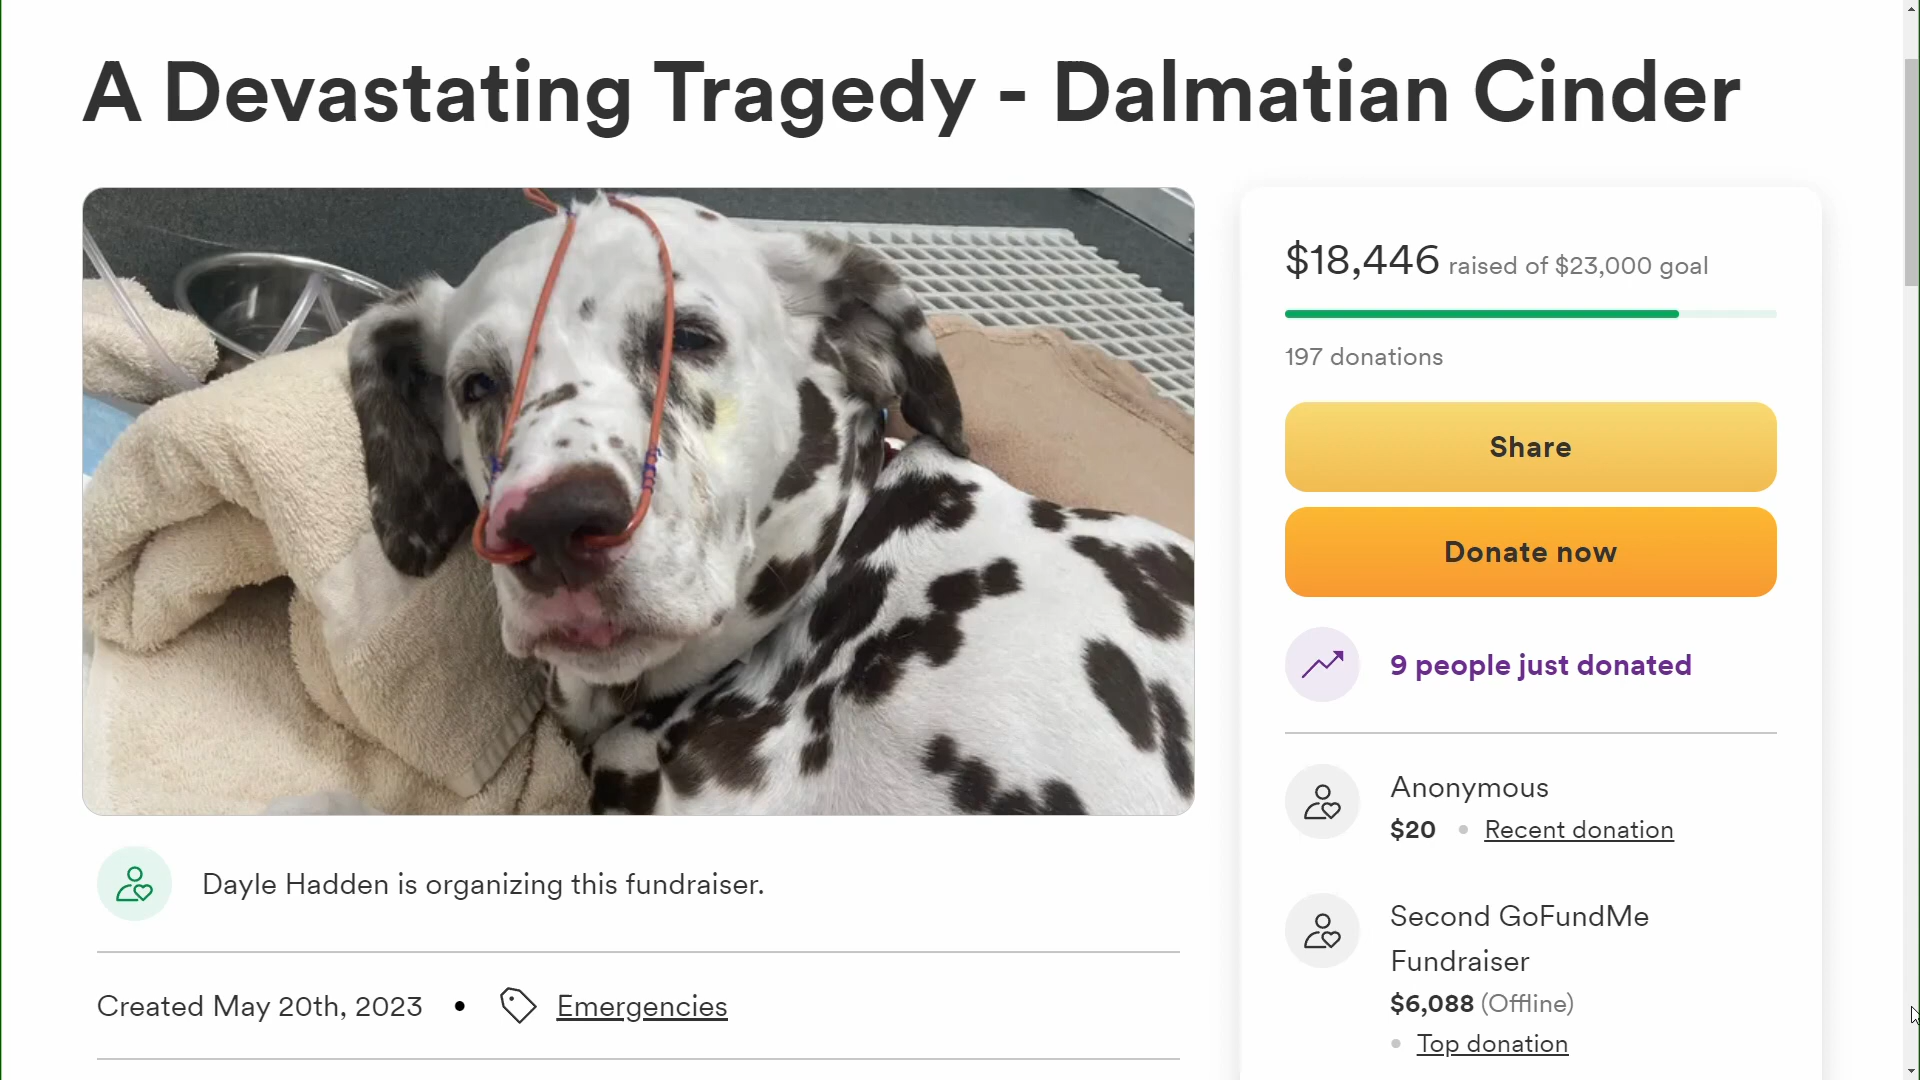 A Devastating Tragedy - Dalmatian Cinder
$18,446 raised of $23,000 goal
197 donations
Share
Donate now
9 people just donated
Anonymous
$20 • Recent donation
Second GoFundMe
Fundraiser
$6,088 (Offline)
• Top donation
Dayle Hadden is organizing this fundraiser.
Created May 20th, 2023 • Emergencies